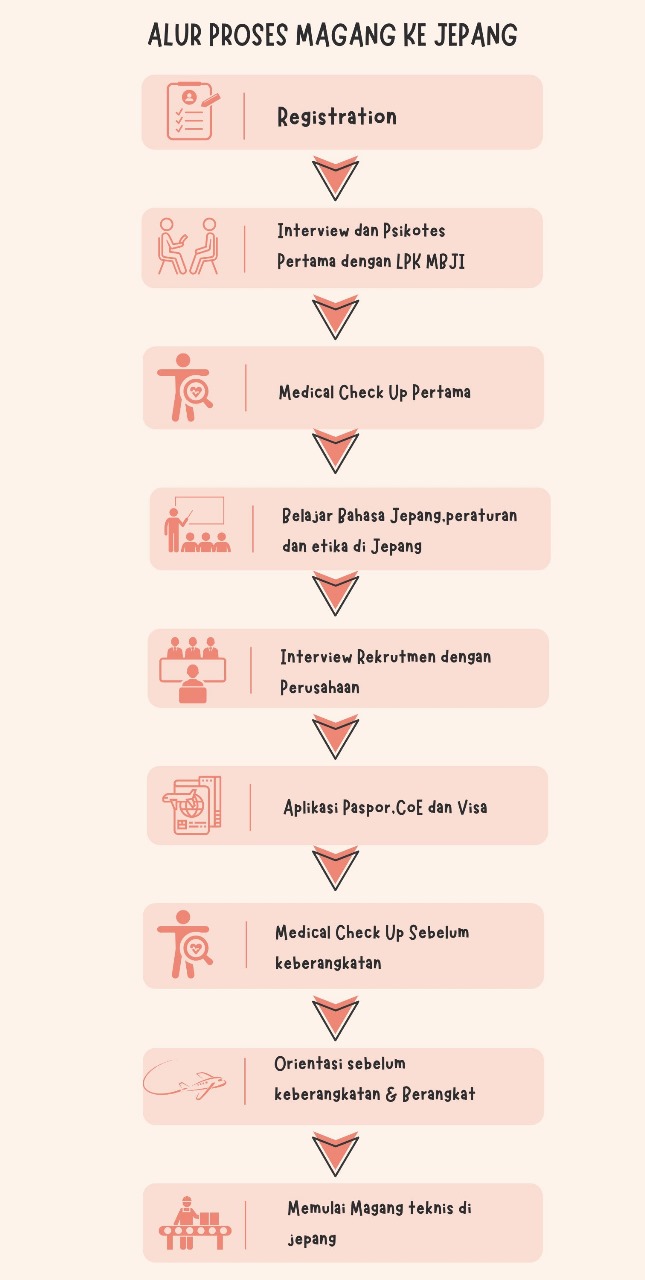 ALUR PROSES MAGANG KE JEPANG
Registration
Interview dan Psikotes
Pertama dengan LPK MBJI
Medical Check Up Pertama
Belajar Bahasa Jepang,peraturan
dan etika di Jepang
Interview Rekrutmen dengan
Perusahaan
Aplikasi Paspor,CoE dan Visa
Medical Check Up Sebelum
keberangkatan
Orientasi sebelum
keberangkatan & Berangkat
Memulai Magang teknis di
jepang